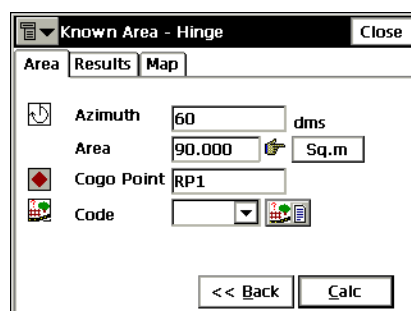 Known Area - Hinge Close
Area Results Map
Azimuth 60 dms
Area 90.000 Sq.m
Cogo Point RP1
Code
<< Back Calc